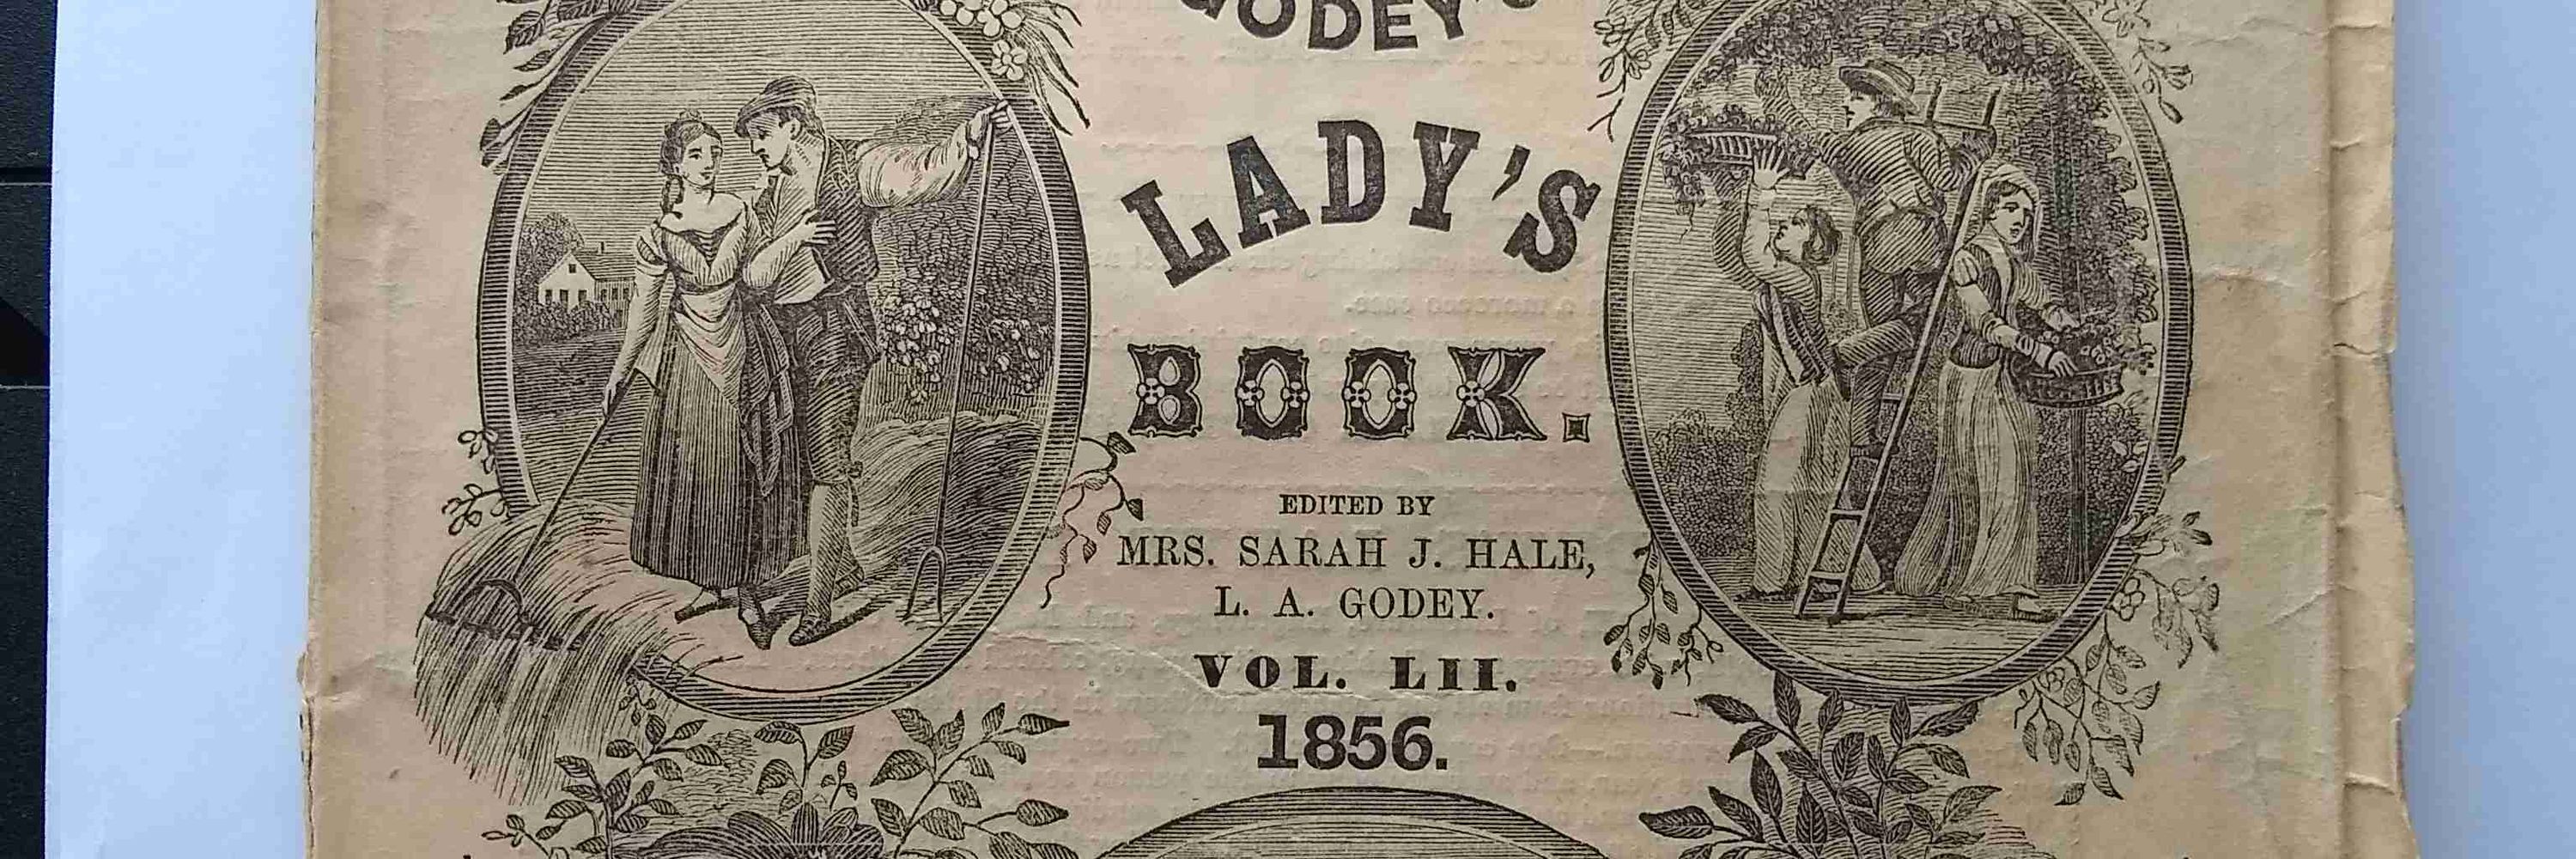 GODEY'S
LADY'S
BOOK.
EDITED BY
MRS. SARAH J. HALE,
L. A. GODEY.
VOL. LII.
1856.